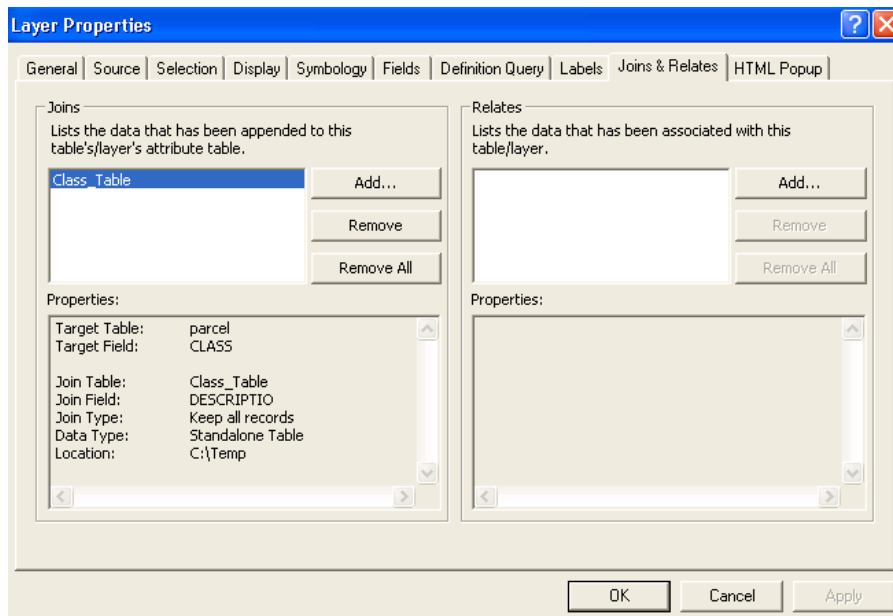 Layer Properties
General Source Selection Display Symbology Fields Definition Query Labels Joins & Relates HTML Popup
Joins
Lists the data that has been appended to this
table's/layer's attribute table.
Class_Table
Add...
Remove
Remove All
Properties:
Target Table: parcel
Target Field: CLASS
Join Table: Class_Table
Join Field: DESCRIPTIO
Join Type: Keep all records
Data Type: Standalone Table
Location: C:\Temp
Relates
Lists the data that has been associated with this
table/layer.
Add...
Remove
Remove All
Properties:
OK Cancel Apply